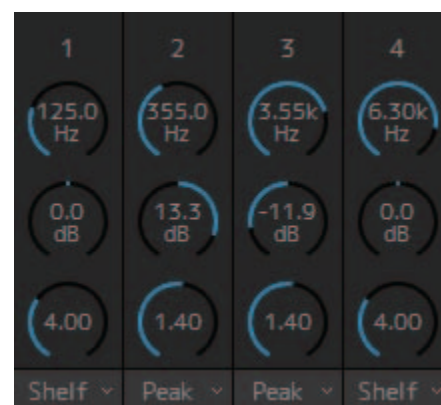 1 2 3 4
125.0 355.0 3.55k 6.30k
Hz Hz Hz Hz
0.0 13.3 -11.9 0.0
dB dB dB dB
4.00 1.40 1.40 4.00
Shelf Peak Peak Shelf